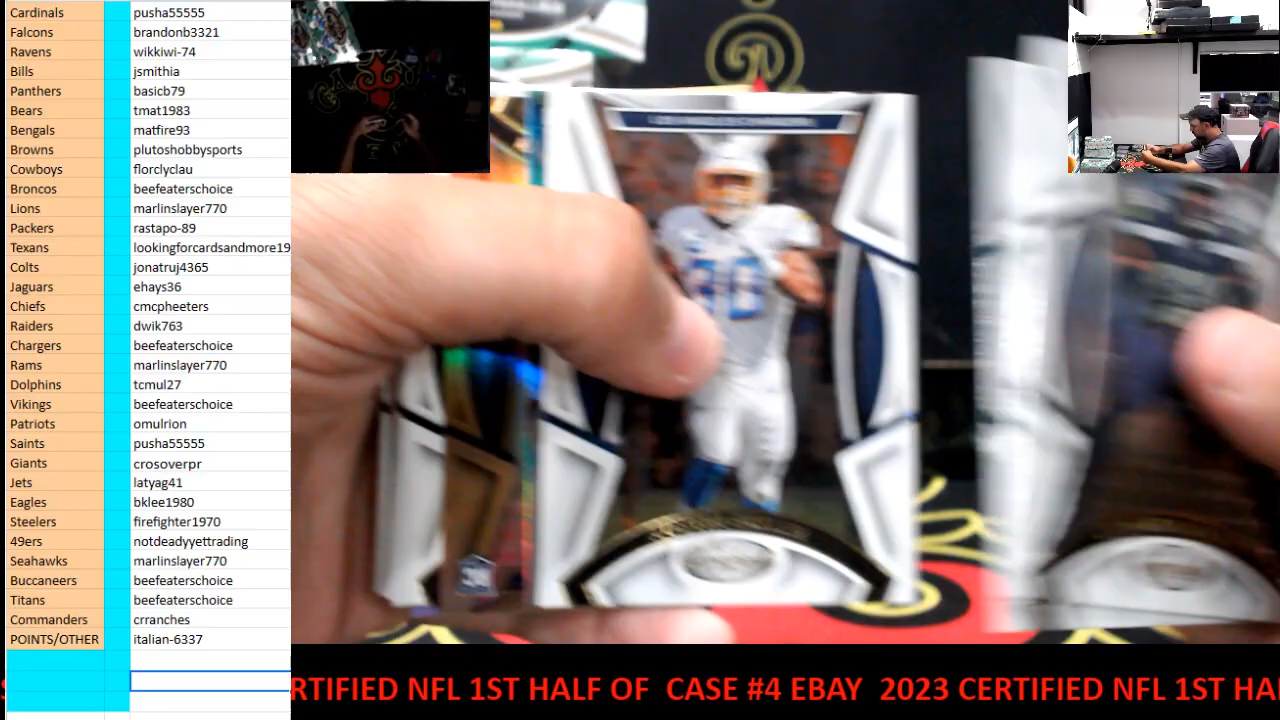 Cardinals pusha55555
Falcons brandonb3321
Ravens wikkiwi-74
Bills jsmithia
Panthers basicb79
Bears tmat1983
Bengals matfire93
Browns plutoshobbysports
Cowboys florclyclau
Broncos beefeaterschoice
Lions marlinslayer770
Packers rastapo-89
Texans lookingforcardsandmore19
Colts jonatruj4365
Jaguars ehays36
Chiefs cmcpheeters
Raiders dwik763
Chargers beefeaterschoice
Rams marlinslayer770
Dolphins tcmul27
Vikings beefeaterschoice
Patriots omulrion
Saints pusha55555
Giants crosoverpr
Jets latyag41
Eagles bklee1980
Steelers firefighter1970
49ers notdeadyyettrading
Seahawks marlinslayer770
Buccaneers beefeaterschoice
Titans beefeaterschoice
Commanders crranches
POINTS/OTHER italian-6337
RTIFIED NFL 1ST HALF OF CASE #4 EBAY 2023 CERTIFIED NFL 1ST HA